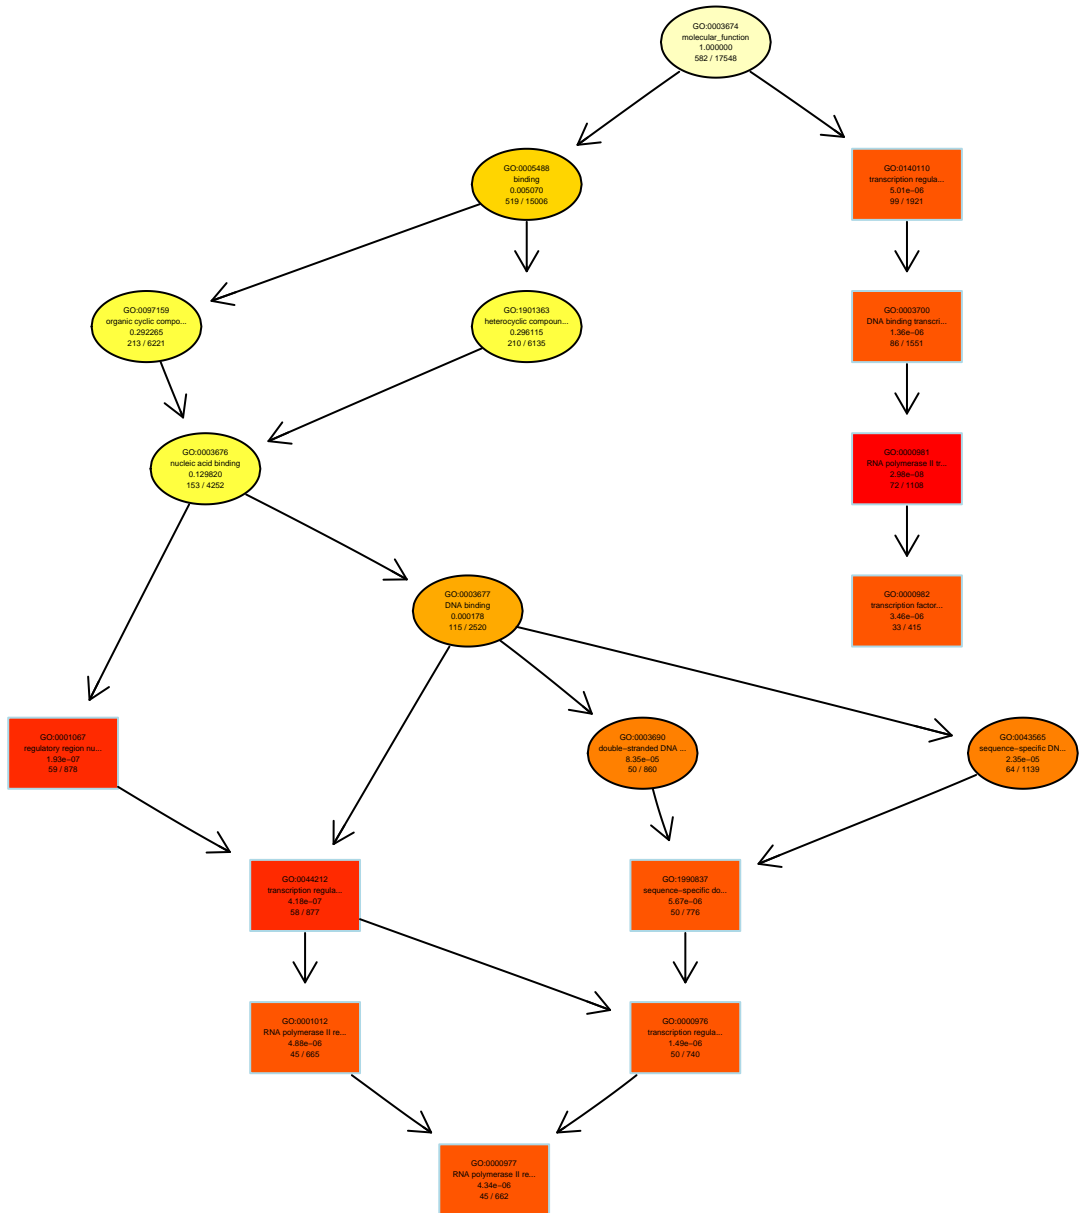 GO:0003674
molecular_function
1.000000
582 / 17548
GO:0005488
binding
0.005070
519 / 15006
GO:0140110
transcription regula...
5.01e−06
99 / 1921
GO:0097159
organic cyclic compo...
0.292265
213 / 6221
GO:1901363
heterocyclic compoun...
0.296115
210 / 6135
GO:0003700
DNA binding transcri...
1.36e−06
86 / 1551
GO:0003676
nucleic acid binding
0.129820
153 / 4252
GO:0000981
RNA polymerase II tr...
2.98e−08
72 / 1108
GO:0003677
DNA binding
0.000178
115 / 2520
GO:0000982
transcription factor...
3.46e−06
33 / 415
GO:0001067
regulatory region nu...
1.93e−07
59 / 878
GO:0003690
double−stranded DNA ...
8.35e−05
50 / 860
GO:0043565
sequence−specific DN...
2.35e−05
64 / 1139
GO:0044212
transcription regula...
4.18e−07
58 / 877
GO:1990837
sequence−specific do...
5.67e−06
50 / 776
GO:0001012
RNA polymerase II re...
4.88e−06
45 / 665
GO:0000976
transcription regula...
1.49e−06
50 / 740
GO:0000977
RNA polymerase II re...
4.34e−06
45 / 662